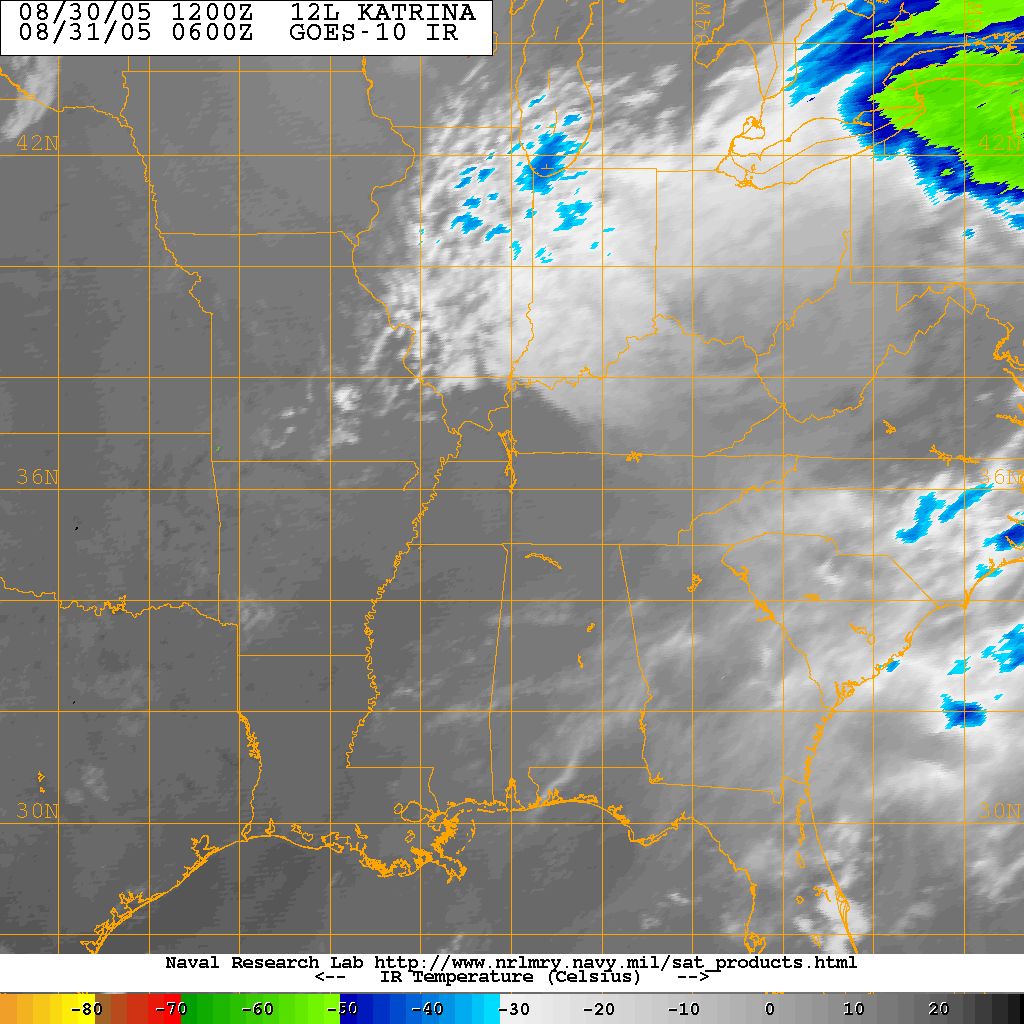 08/30/05 1200Z 12L KATRINA
08/31/05 0600Z GOES-10 IR
84W
78W
42N 42N
36N 36N
30N 30N
Naval Research Lab http://www.nrlmry.navy.mil/sat_products.html
<-- IR Temperature (Celsius) -->
-80 -70 -60 -50 -40 -30 -20 -10 0 10 20